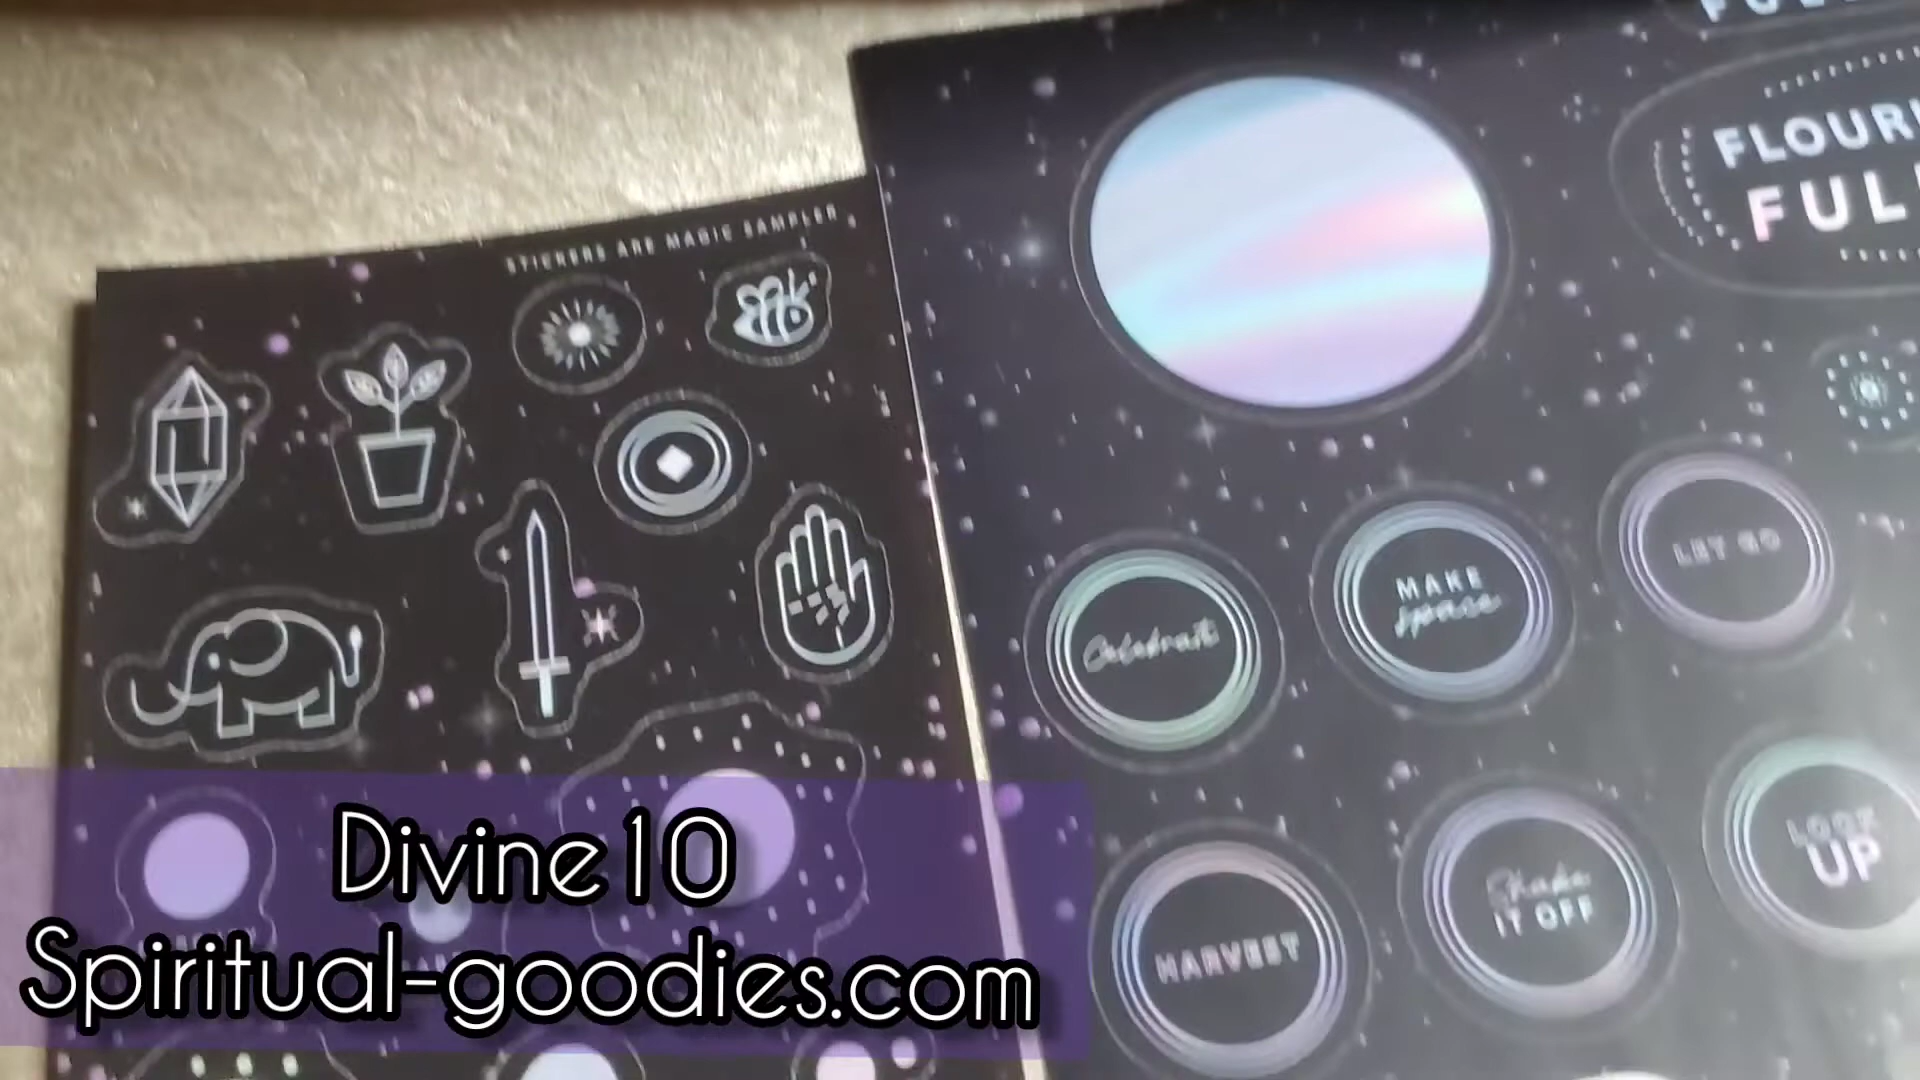 STICKERS ARE MAGIC SAMPLER
FLOUR
FUL
Celebrate
MAKE
space
LET GO
HARVEST
Shake
IT OFF
LOOK
UP
Divine10
Spiritual-goodies.com